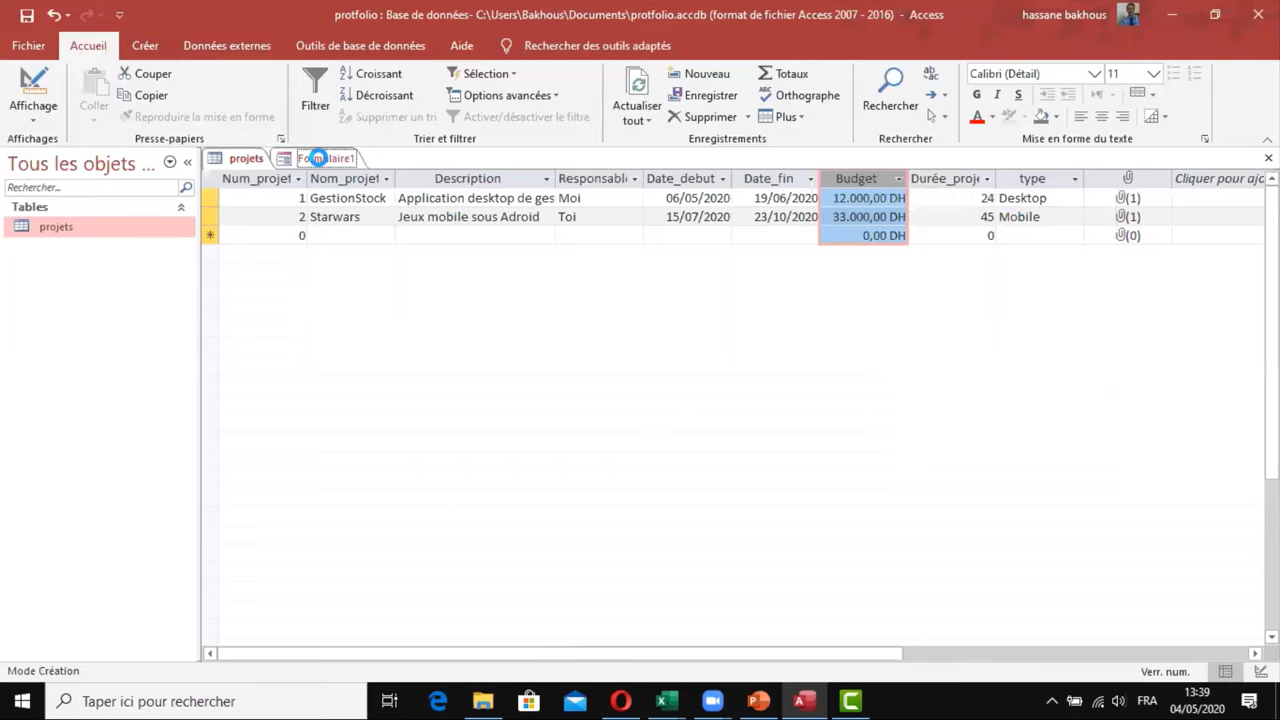 protfolio : Base de données- C:\Users\Bakhous\Documents\protfolio.accdb (format de fichier Access 2007 - 2016) - Access
hassane bakhous
Fichier Accueil Créer Données externes Outils de base de données Aide Rechercher des outils adaptés
Couper
Copier
Reproduire la mise en forme
Affichage
Coller
Filtrer
Croissant
Décroissant
Supprimer un tri
Sélection
Options avancées
Activer/désactiver le filtre
Actualiser tout
Nouveau
Enregistrer
Supprimer
Totaux
Orthographe
Plus
Rechercher
Calibri (Détail) 11
G I S
Affichages Presse-papiers Trier et filtrer Enregistrements Rechercher Mise en forme du texte
Tous les objets ...
Rechercher...
Tables
projets
projets Formulaire1
Num_projet Nom_projet Description Responsable Date_debut Date_fin Budget Durée_proje type Cliquer pour ajo
1 GestionStock Application desktop de ges Moi 06/05/2020 19/06/2020 12.000,00 DH 24 Desktop (1)
2 Starwars Jeux mobile sous Adroid Toi 15/07/2020 23/10/2020 33.000,00 DH 45 Mobile (1)
0 0,00 DH 0 (0)
Mode Création
Verr. num.
Taper ici pour rechercher
FRA
13:39
04/05/2020